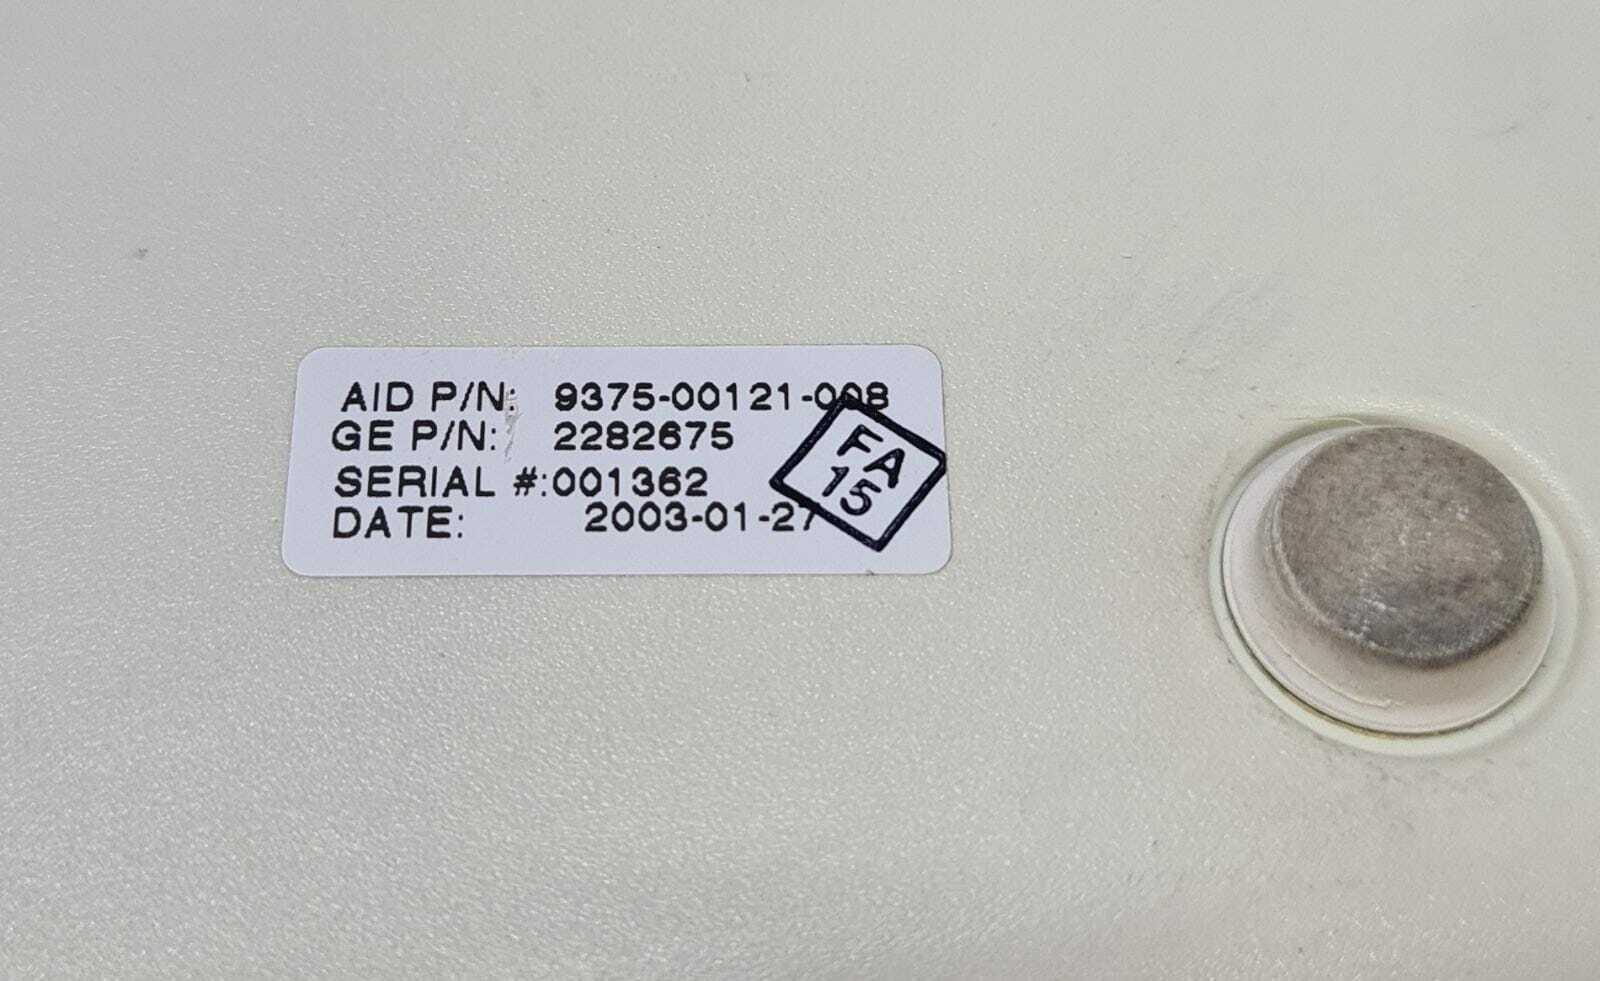 AID P/N: 9375-00121-008
GE P/N: 2282675
SERIAL #:001362
DATE: 2003-01-27
FA
15